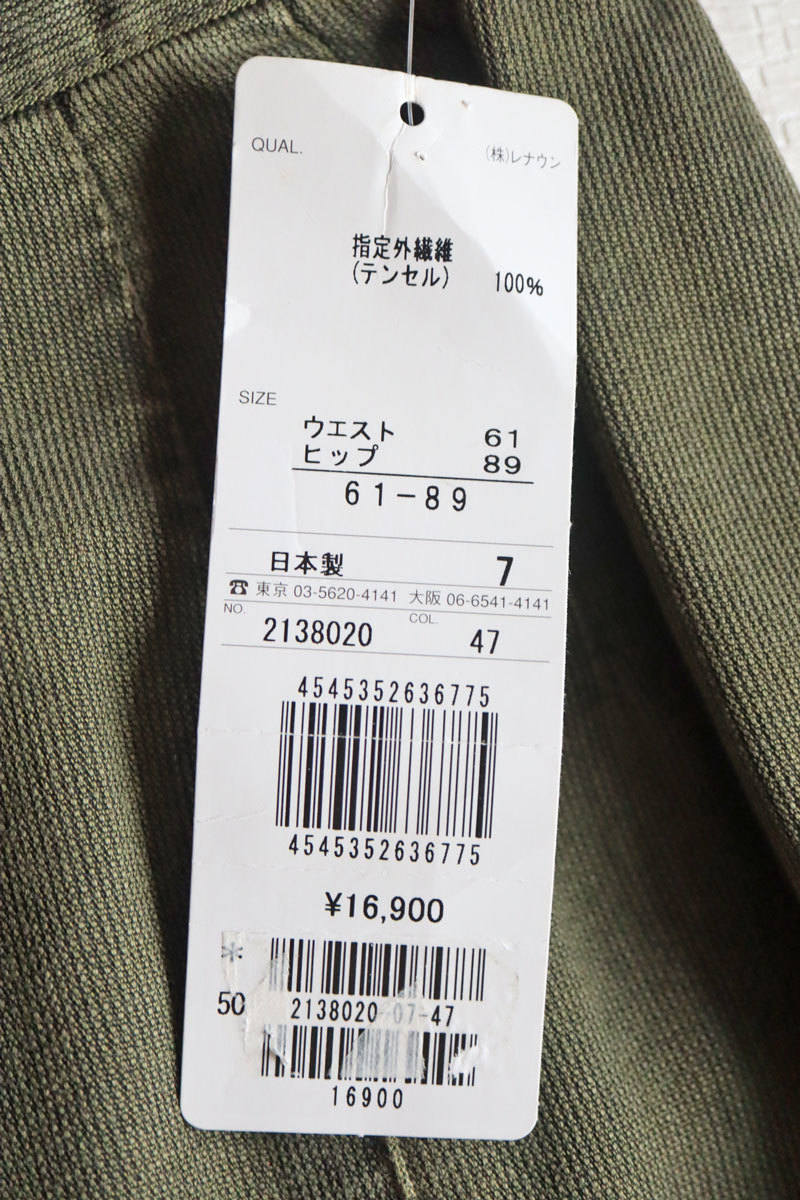 QUAL.
(株)レナウン
指定外繊維
(テンセル) 100%
SIZE
ウエスト 61
ヒップ 89
61-89
日本製 7
☎ 東京 03-5620-4141 大阪 06-6541-4141
NO. COL.
2138020 47
4545352636775
4545352636775
¥16,900
*
50 2138020-07-47
16900